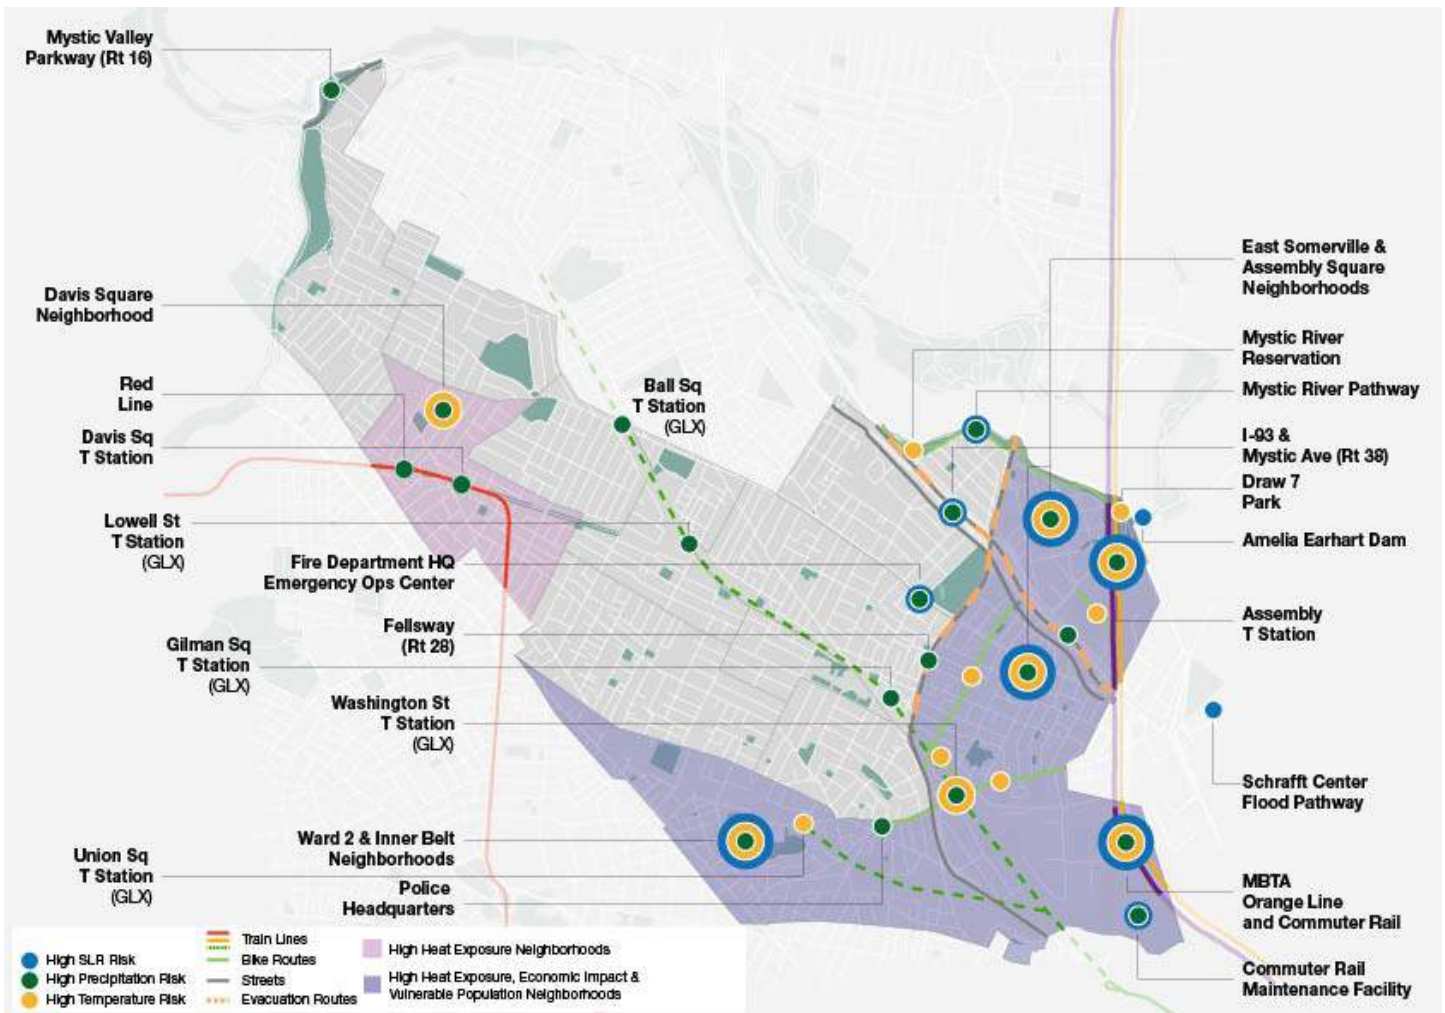 Mystic Valley
Parkway (Rt 16)
Davis Square
Neighborhood
Red
Line
Davis Sq
T Station
Lowell St
T Station
(GLX)
Fire Department HQ
Emergency Ops Center
Fellsway
(Rt 28)
Gilman Sq
T Station
(GLX)
Washington St
T Station
(GLX)
Ward 2 & Inner Belt
Neighborhoods
Union Sq
T Station
(GLX)
Police
Headquarters
Ball Sq
T Station
(GLX)
East Somerville &
Assembly Square
Neighborhoods
Mystic River
Reservation
Mystic River Pathway
I-93 &
Mystic Ave (Rt 38)
Draw 7
Park
Amelia Earhart Dam
Assembly
T Station
Schrafft Center
Flood Pathway
MBTA
Orange Line
and Commuter Rail
Commuter Rail
Maintenance Facility
High SLR Risk
High Precipitation Risk
High Temperature Risk
Train Lines
Bike Routes
Streets
Evacuation Routes
High Heat Exposure Neighborhoods
High Heat Exposure, Economic Impact &
Vulnerable Population Neighborhoods